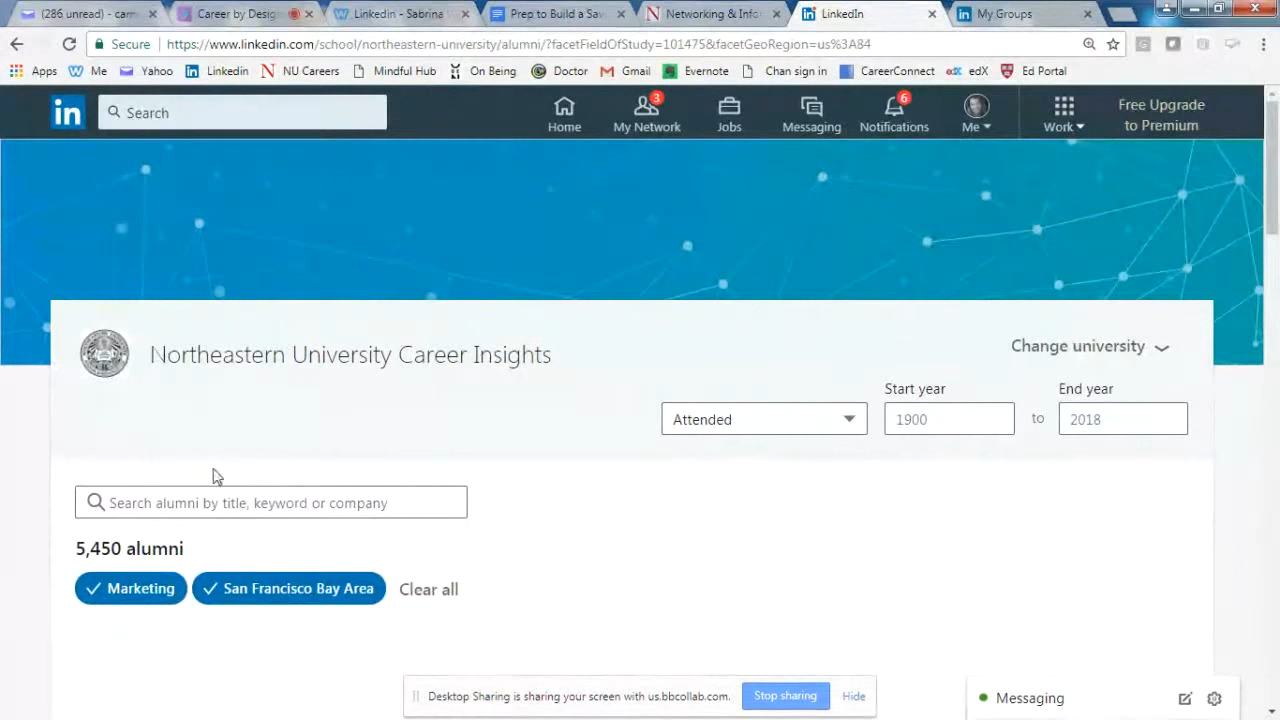 (286 unread) - carm
Career by Desig
Linkedin - Sabrina
Prep to Build a Sav
Networking & Info
LinkedIn
My Groups
Secure https://www.linkedin.com/school/northeastern-university/alumni/?facetFieldOfStudy=101475&facetGeoRegion=us%3A84
Apps Me Yahoo Linkedin NU Careers Mindful Hub On Being Doctor Gmail Evernote Chan sign in CareerConnect edX Ed Portal
in Search
Home
3
My Network
Jobs
Messaging
6
Notifications
Me
Work
Free Upgrade
to Premium
Northeastern University Career Insights
Change university
Start year
End year
Attended
1900 to 2018
Search alumni by title, keyword or company
5,450 alumni
Marketing San Francisco Bay Area Clear all
Desktop Sharing is sharing your screen with us.bbcollab.com. Stop sharing Hide
Messaging